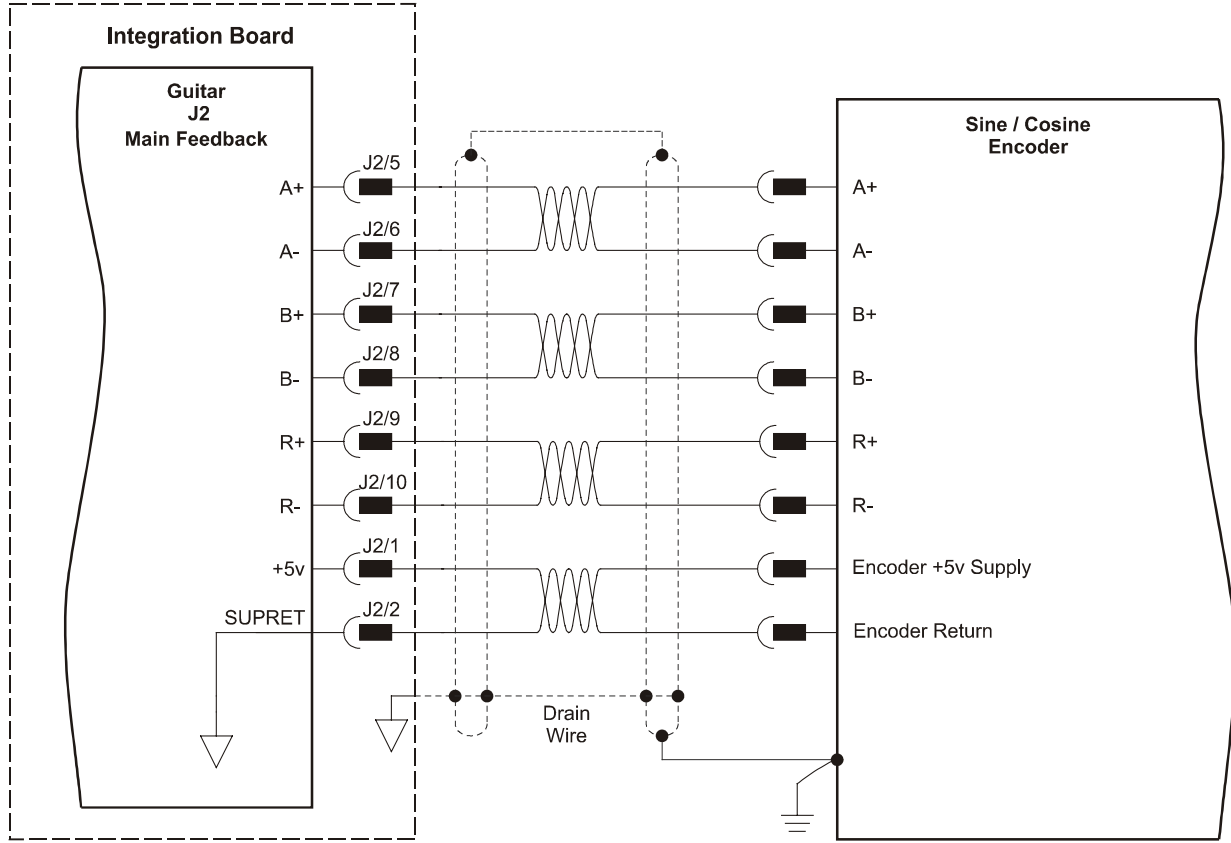 Integration Board
Guitar
J2
Main Feedback
Sine / Cosine
Encoder
A+
J2/5
A+
A-
J2/6
A-
B+
J2/7
B+
B-
J2/8
B-
R+
J2/9
R+
R-
J2/10
R-
+5v
J2/1
Encoder +5v Supply
SUPRET
J2/2
Encoder Return
Drain
Wire